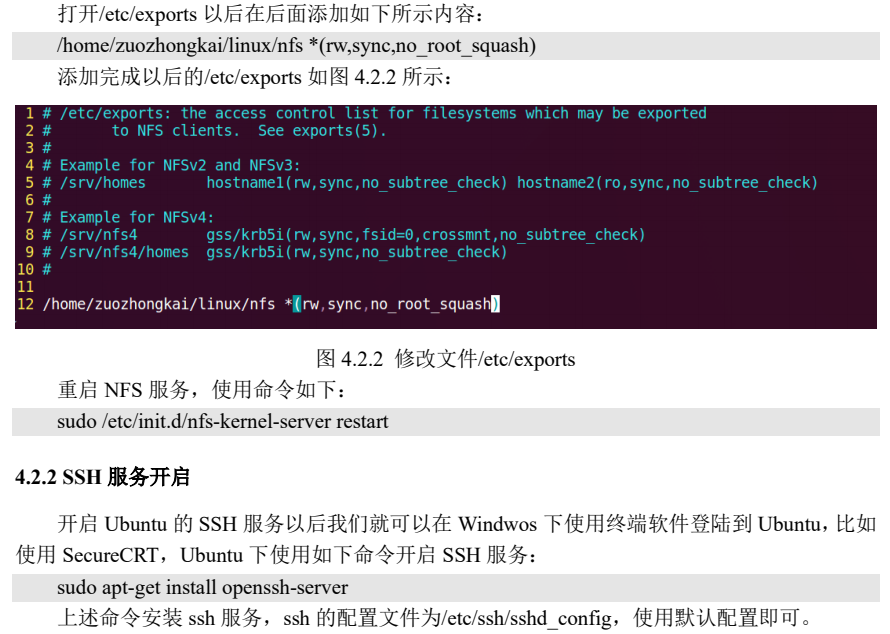 打开/etc/exports 以后在后面添加如下所示内容：
/home/zuozhongkai/linux/nfs *(rw,sync,no_root_squash)
添加完成以后的/etc/exports 如图 4.2.2 所示：
1 # /etc/exports: the access control list for filesystems which may be exported
2 #       to NFS clients.  See exports(5).
3 #
4 # Example for NFSv2 and NFSv3:
5 # /srv/homes       hostname1(rw,sync,no_subtree_check) hostname2(ro,sync,no_subtree_check)
6 #
7 # Example for NFSv4:
8 # /srv/nfs4        gss/krb5i(rw,sync,fsid=0,crossmnt,no_subtree_check)
9 # /srv/nfs4/homes  gss/krb5i(rw,sync,no_subtree_check)
10 #
11
12 /home/zuozhongkai/linux/nfs *(rw,sync,no_root_squash)
图 4.2.2 修改文件/etc/exports
重启 NFS 服务，使用命令如下：
sudo /etc/init.d/nfs-kernel-server restart
4.2.2 SSH 服务开启
开启 Ubuntu 的 SSH 服务以后我们就可以在 Windwos 下使用终端软件登陆到 Ubuntu，比如
使用 SecureCRT，Ubuntu 下使用如下命令开启 SSH 服务：
sudo apt-get install openssh-server
上述命令安装 ssh 服务，ssh 的配置文件为/etc/ssh/sshd_config，使用默认配置即可。